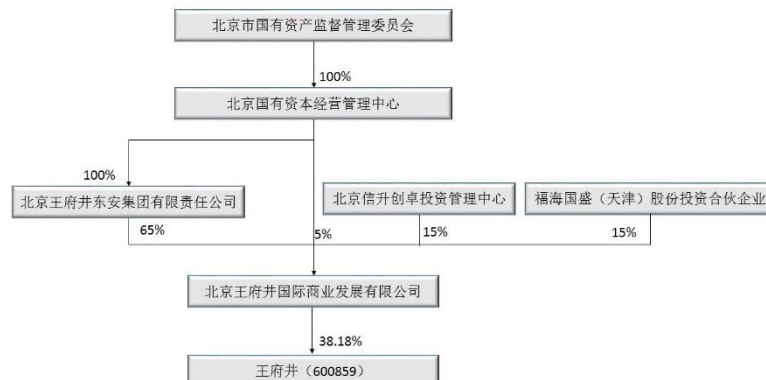 北京市国有资产监督管理委员会
100%
北京国有资本经营管理中心
100%
北京王府井东安集团有限责任公司
北京信升创卓投资管理中心
福海国盛（天津）股份投资合伙企业
65%
5%
15%
15%
北京王府井国际商业发展有限公司
38.18%
王府井（600859）